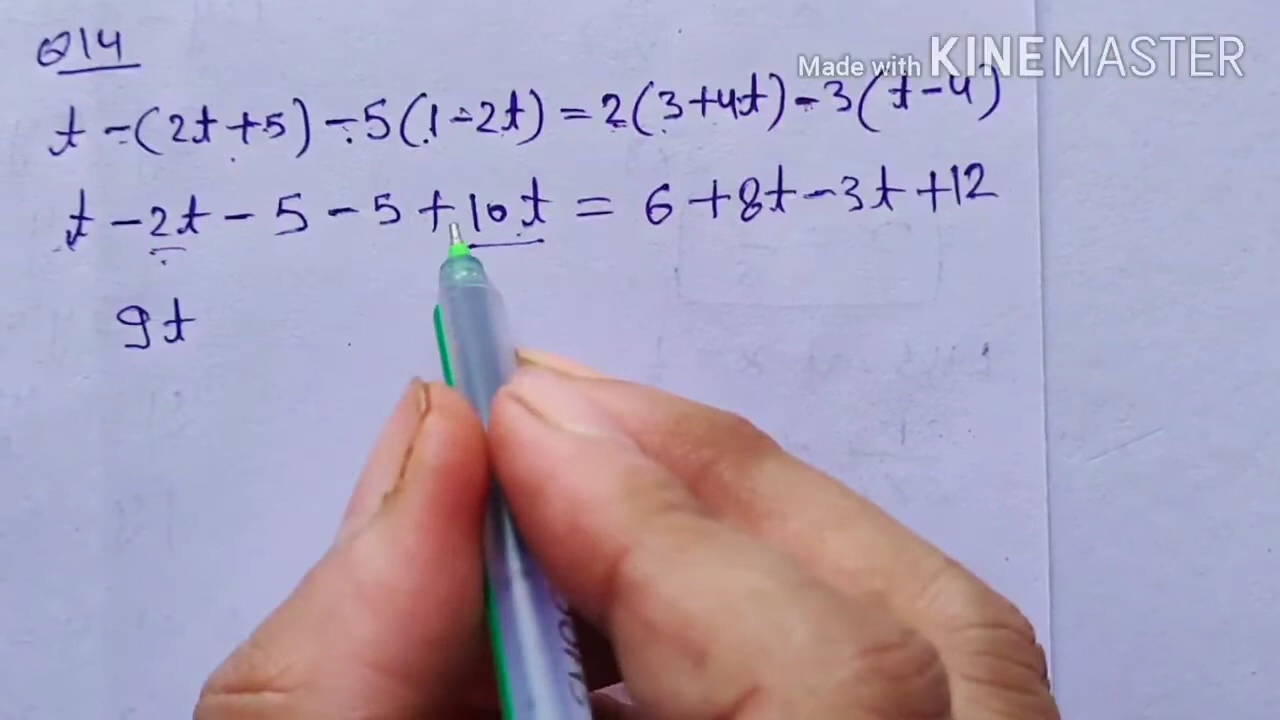 Made with KINEMASTER
Q14
t-(2t+5)-5(1-2t)=2(3+4t)-3(t-4)
t-2t-5-5+10t=6+8t-3t+12
9t